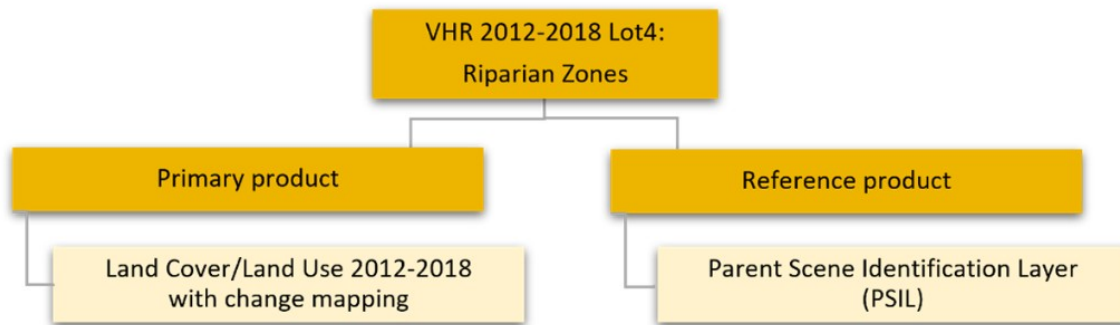 VHR 2012-2018 Lot4:
Riparian Zones
Primary product
Reference product
Land Cover/Land Use 2012-2018
with change mapping
Parent Scene Identification Layer
(PSIL)